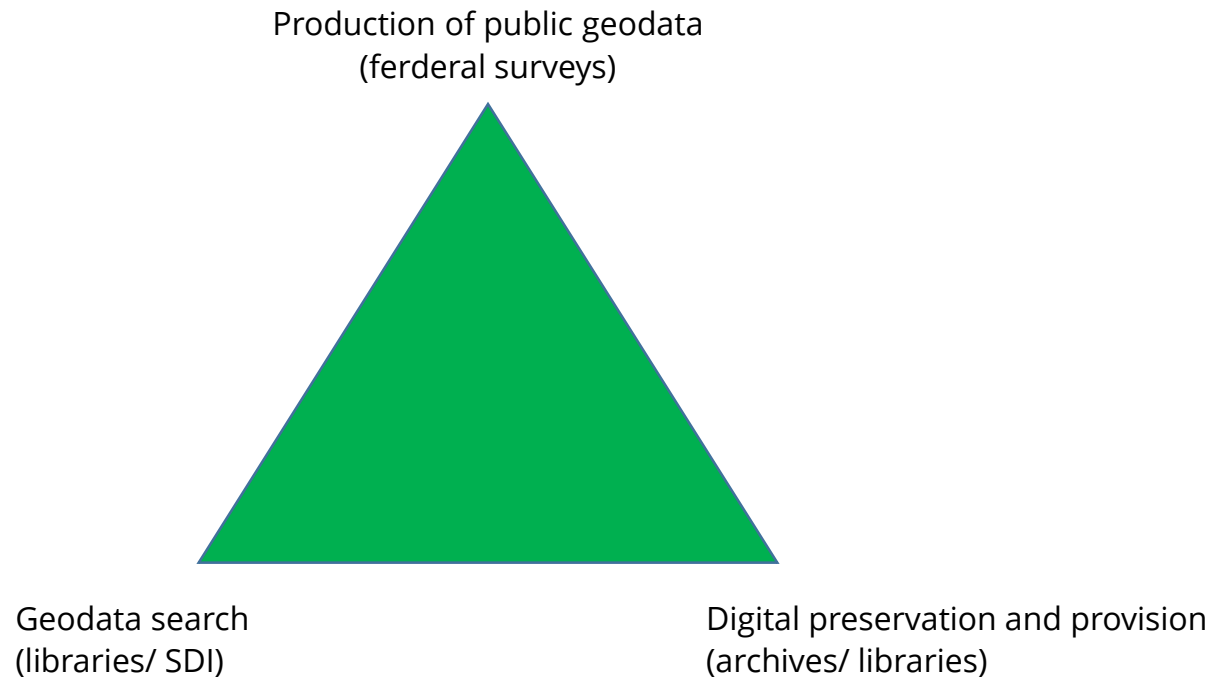 Production of public geodata
(ferderal surveys)
Geodata search
(libraries/ SDI)
Digital preservation and provision
(archives/ libraries)